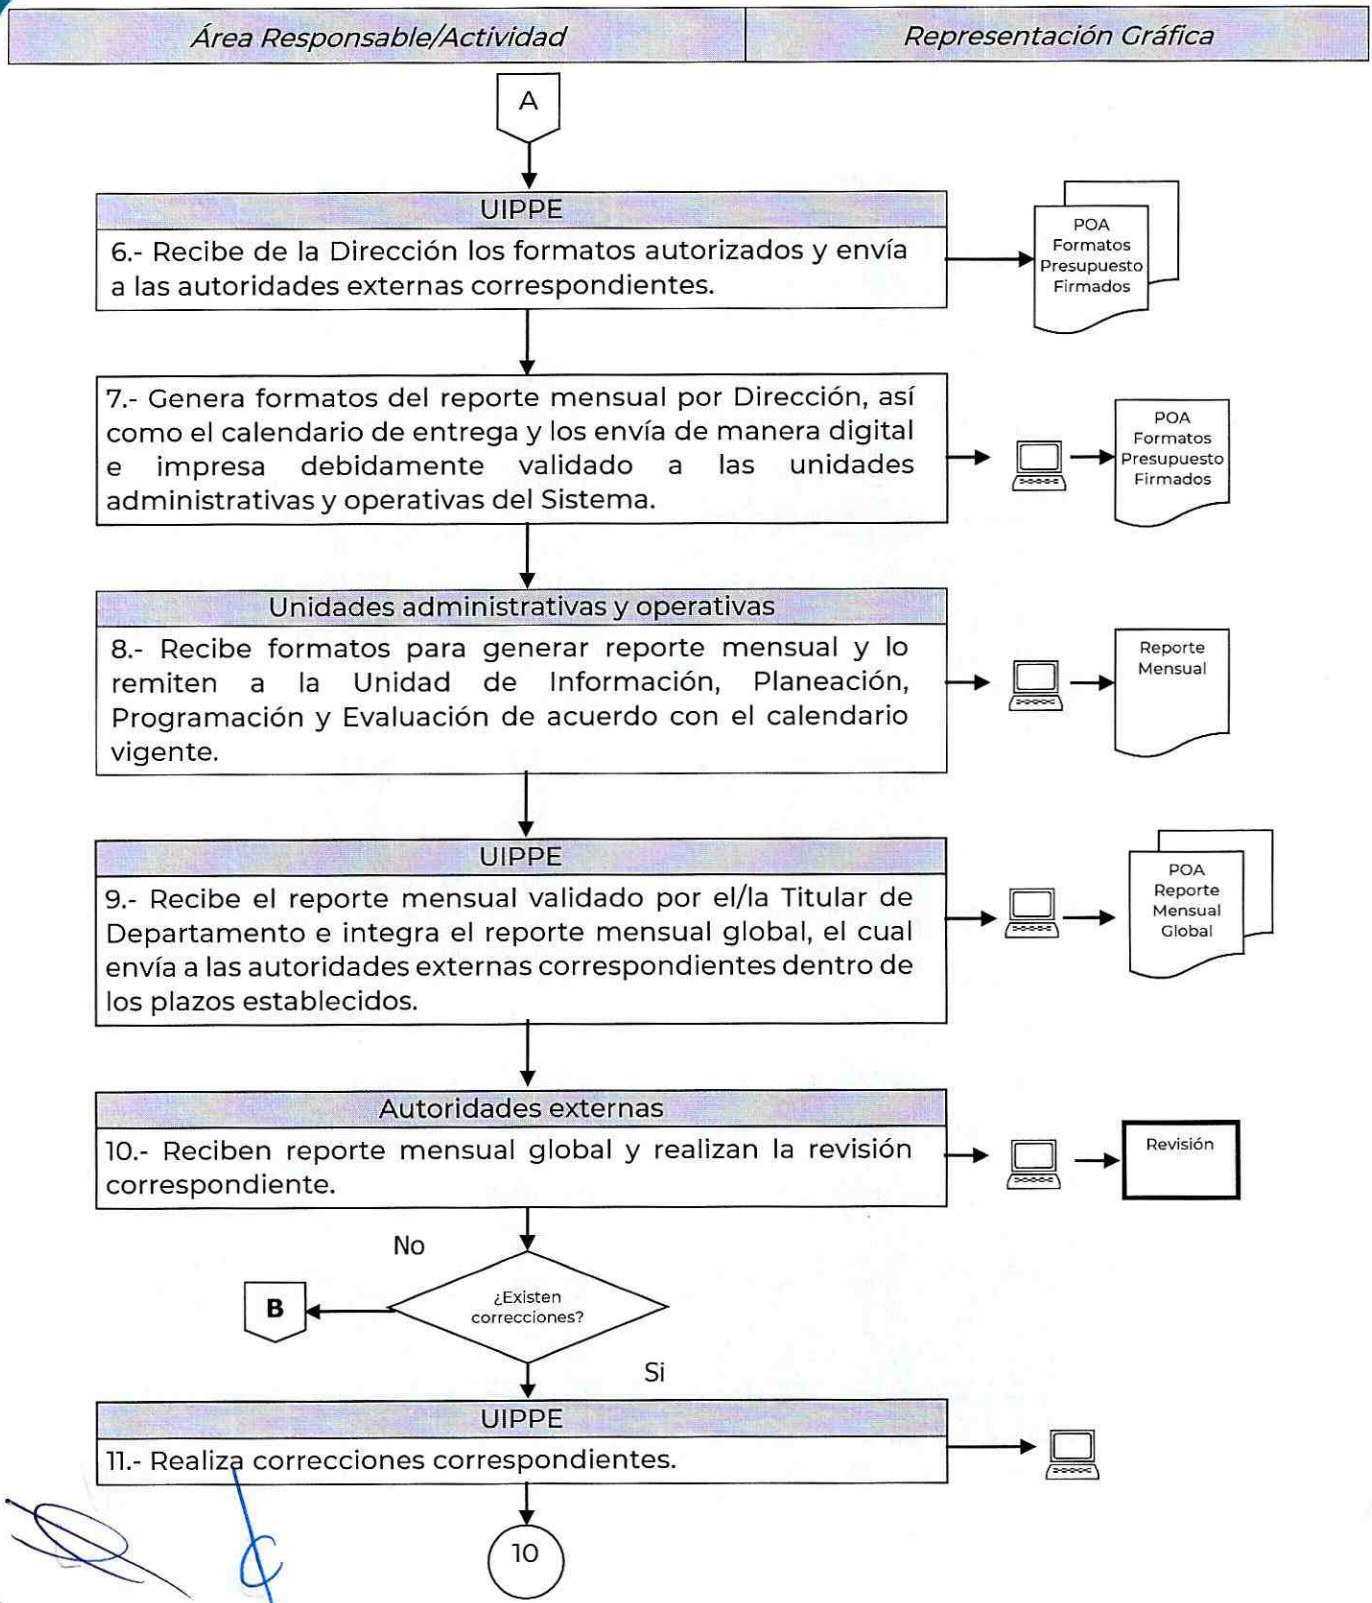 Área Responsable/Actividad
Representación Gráfica
A
UIPPE
6.- Recibe de la Dirección los formatos autorizados y envía
a las autoridades externas correspondientes.
POA
Formatos
Presupuesto
Firmados
7.- Genera formatos del reporte mensual por Dirección, así
como el calendario de entrega y los envía de manera digital
e impresa debidamente validado a las unidades
administrativas y operativas del Sistema.
POA
Formatos
Presupuesto
Firmados
Unidades administrativas y operativas
8.- Recibe formatos para generar reporte mensual y lo
remiten a la Unidad de Información, Planeación,
Programación y Evaluación de acuerdo con el calendario
vigente.
Reporte
Mensual
UIPPE
9.- Recibe el reporte mensual validado por el/la Titular de
Departamento e integra el reporte mensual global, el cual
envía a las autoridades externas correspondientes dentro de
los plazos establecidos.
POA
Reporte
Mensual
Global
Autoridades externas
10.- Reciben reporte mensual global y realizan la revisión
correspondiente.
Revisión
No
B
¿Existen
correcciones?
Si
UIPPE
11.- Realiza correcciones correspondientes.
10